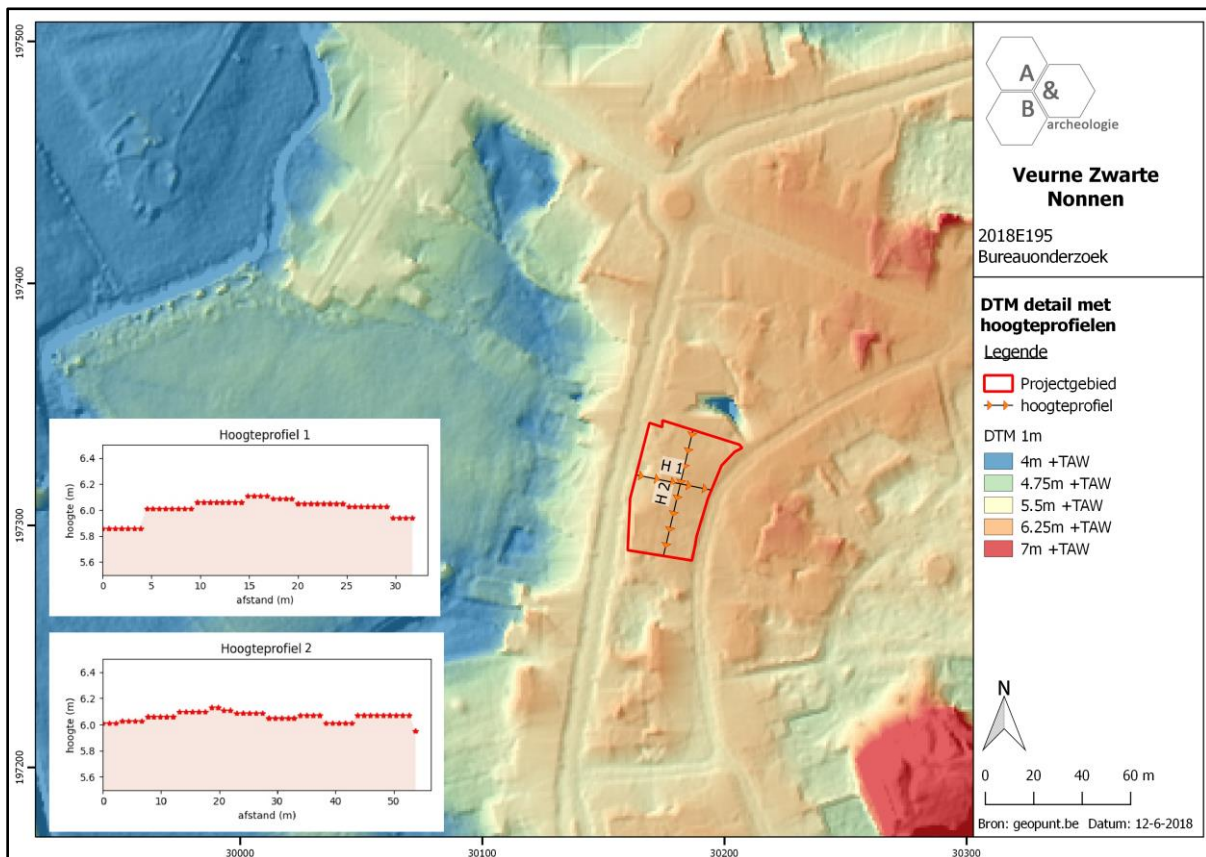 197500
197400
197300
197200
30000
30100
30200
30300
H 1
H 2
Hoogteprofiel 1
hoogte (m)
6.4
6.2
6.0
5.8
5.6
0 5 10 15 20 25 30
afstand (m)
Hoogteprofiel 2
hoogte (m)
6.4
6.2
6.0
5.8
5.6
0 10 20 30 40 50
afstand (m)
A
&
B
archeologie
Veurne Zwarte
Nonnen
2018E195
Bureauonderzoek
DTM detail met
hoogteprofielen
Legende
Projectgebied
hoogteprofiel
DTM 1m
4m +TAW
4.75m +TAW
5.5m +TAW
6.25m +TAW
7m +TAW
N
0 20 40 60 m
Bron: geopunt.be Datum: 12-6-2018